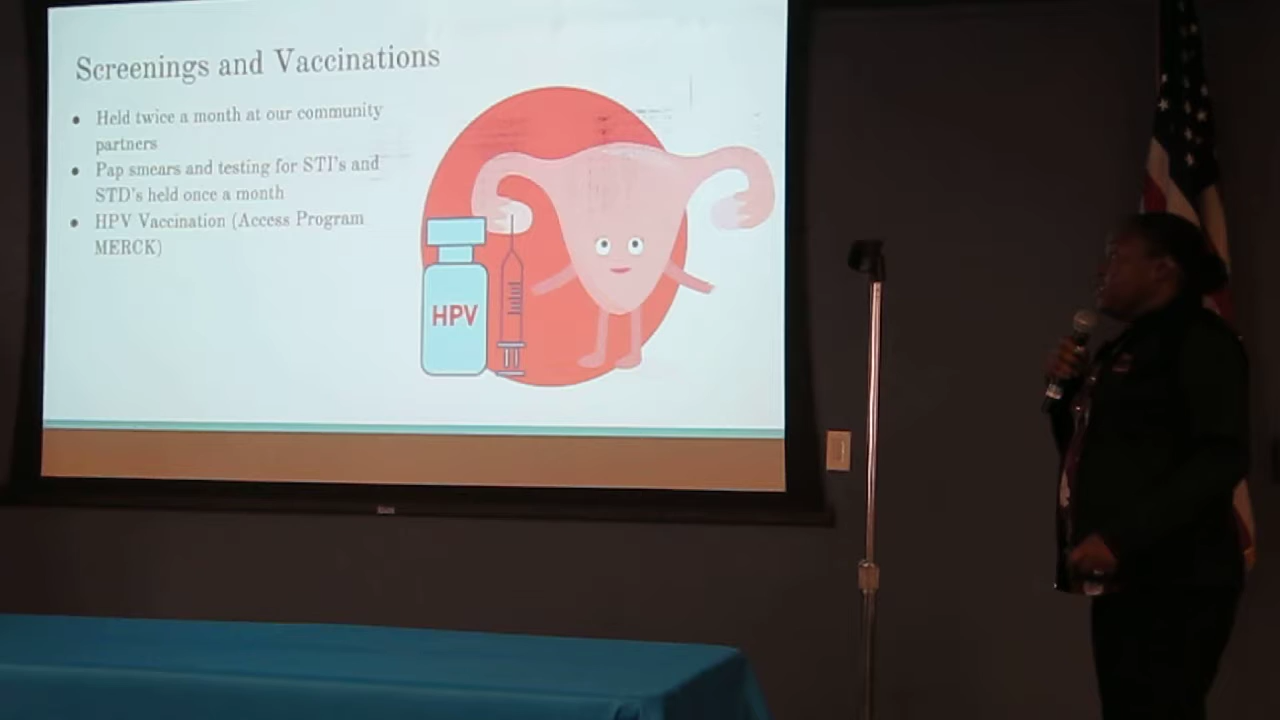 Screenings and Vaccinations
● Held twice a month at our community
partners
● Pap smears and testing for STI's and
STD's held once a month
● HPV Vaccination (Access Program
MERCK)
HPV